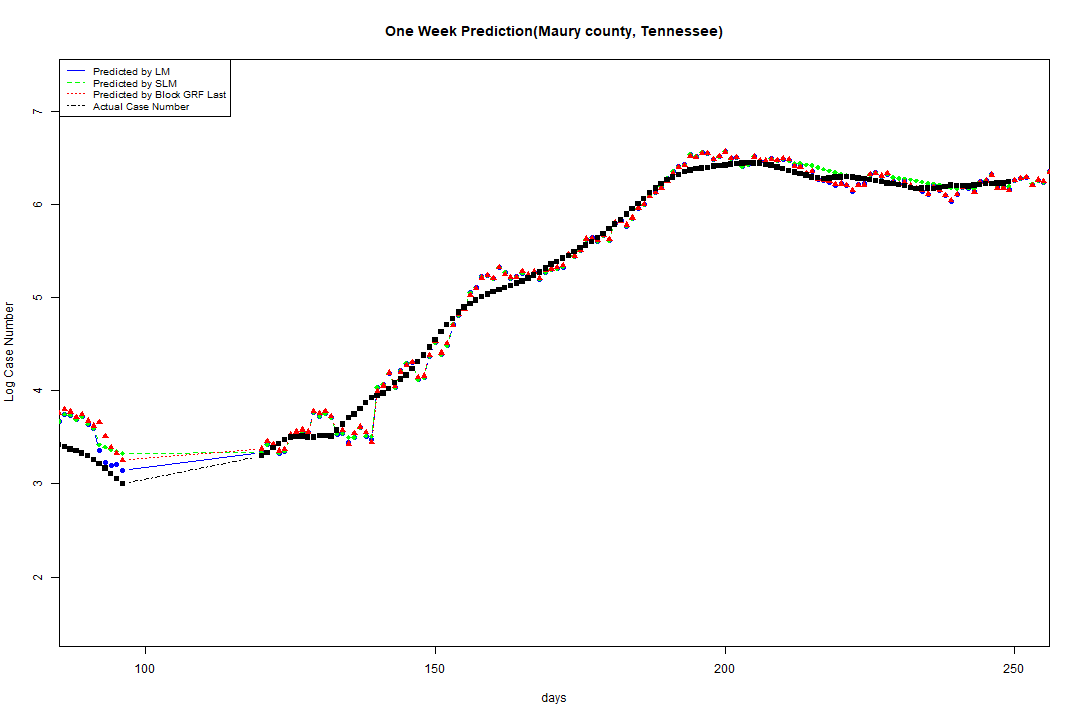 One Week Prediction(Maury county, Tennessee)
Predicted by LM
Predicted by SLM
Predicted by Block GRF Last
Actual Case Number
7
6
5
4
3
2
Log Case Number
100 150 200 250
days